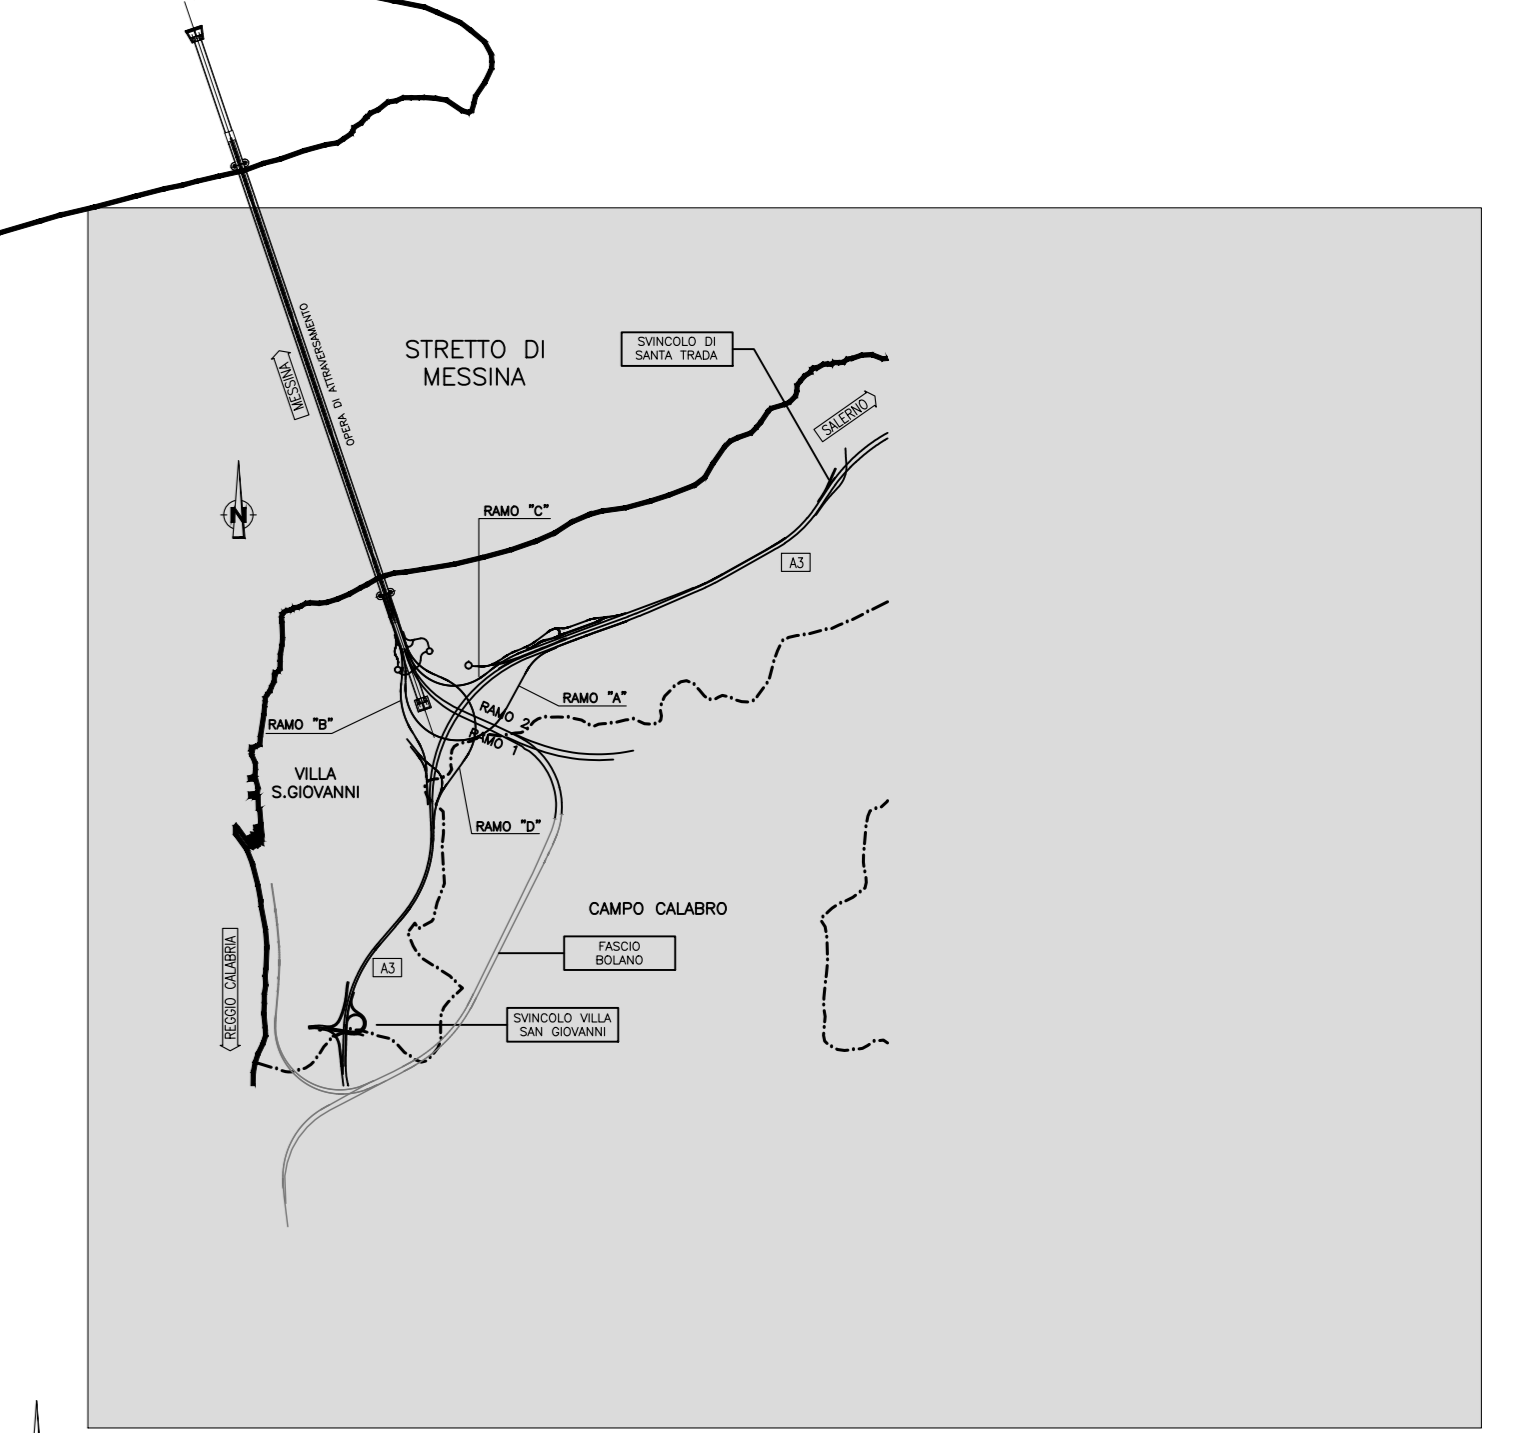 OPERA DI ATTRAVERSAMENTO
MESSINA
STRETTO DI
MESSINA
SVINCOLO DI
SANTA TRADA
SALERNO
N
RAMO "C"
A3
RAMO "A"
RAMO 2
RAMO "B"
RAMO 1
VILLA
S.GIOVANNI
RAMO "D"
CAMPO CALABRO
FASCIO
BOLANO
A3
REGGIO CALABRIA
SVINCOLO VILLA
SAN GIOVANNI